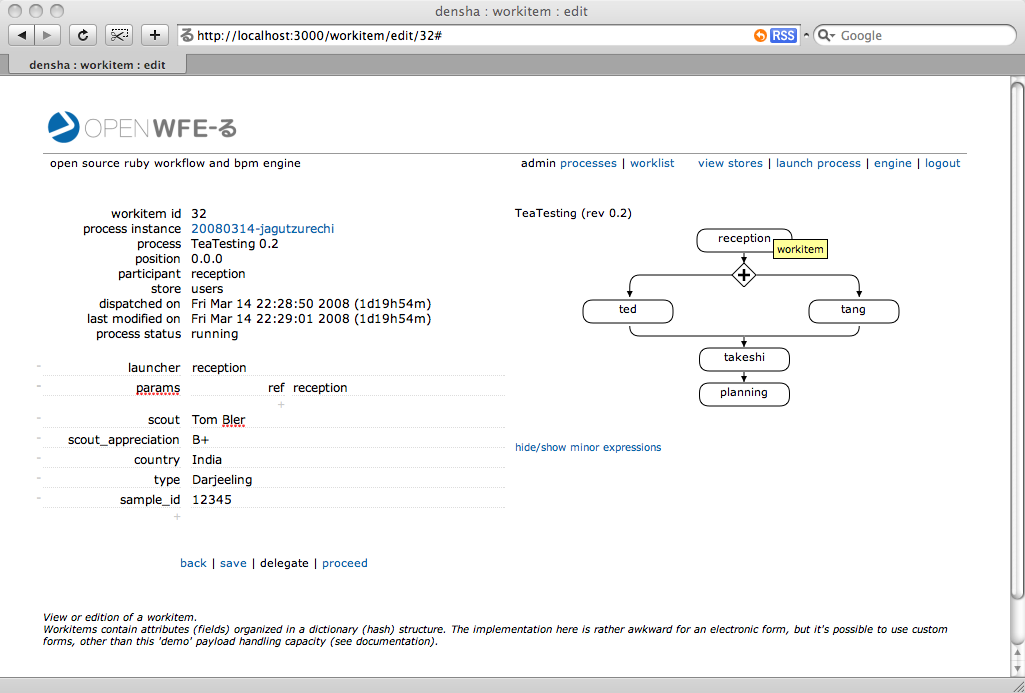 densha : workitem : edit
http://localhost:3000/workitem/edit/32#
RSS
Google
densha : workitem : edit
OPEN WFE-る
open source ruby workflow and bpm engine
admin processes | worklist view stores | launch process | engine | logout
workitem id 32
process instance 20080314-jagutzurechi
process TeaTesting 0.2
position 0.0.0
participant reception
store users
dispatched on Fri Mar 14 22:28:50 2008 (1d19h54m)
last modified on Fri Mar 14 22:29:01 2008 (1d19h54m)
process status running
- launcher reception
- params ref reception
+
- scout Tom Bler
- scout_appreciation B+
- country India
- type Darjeeling
- sample_id 12345
+
back | save | delegate | proceed
TeaTesting (rev 0.2)
reception
workitem
ted
tang
takeshi
planning
hide/show minor expressions
View or edition of a workitem.
Workitems contain attributes (fields) organized in a dictionary (hash) structure. The implementation here is rather awkward for an electronic form, but it's possible to use custom
forms, other than this 'demo' payload handling capacity (see documentation).